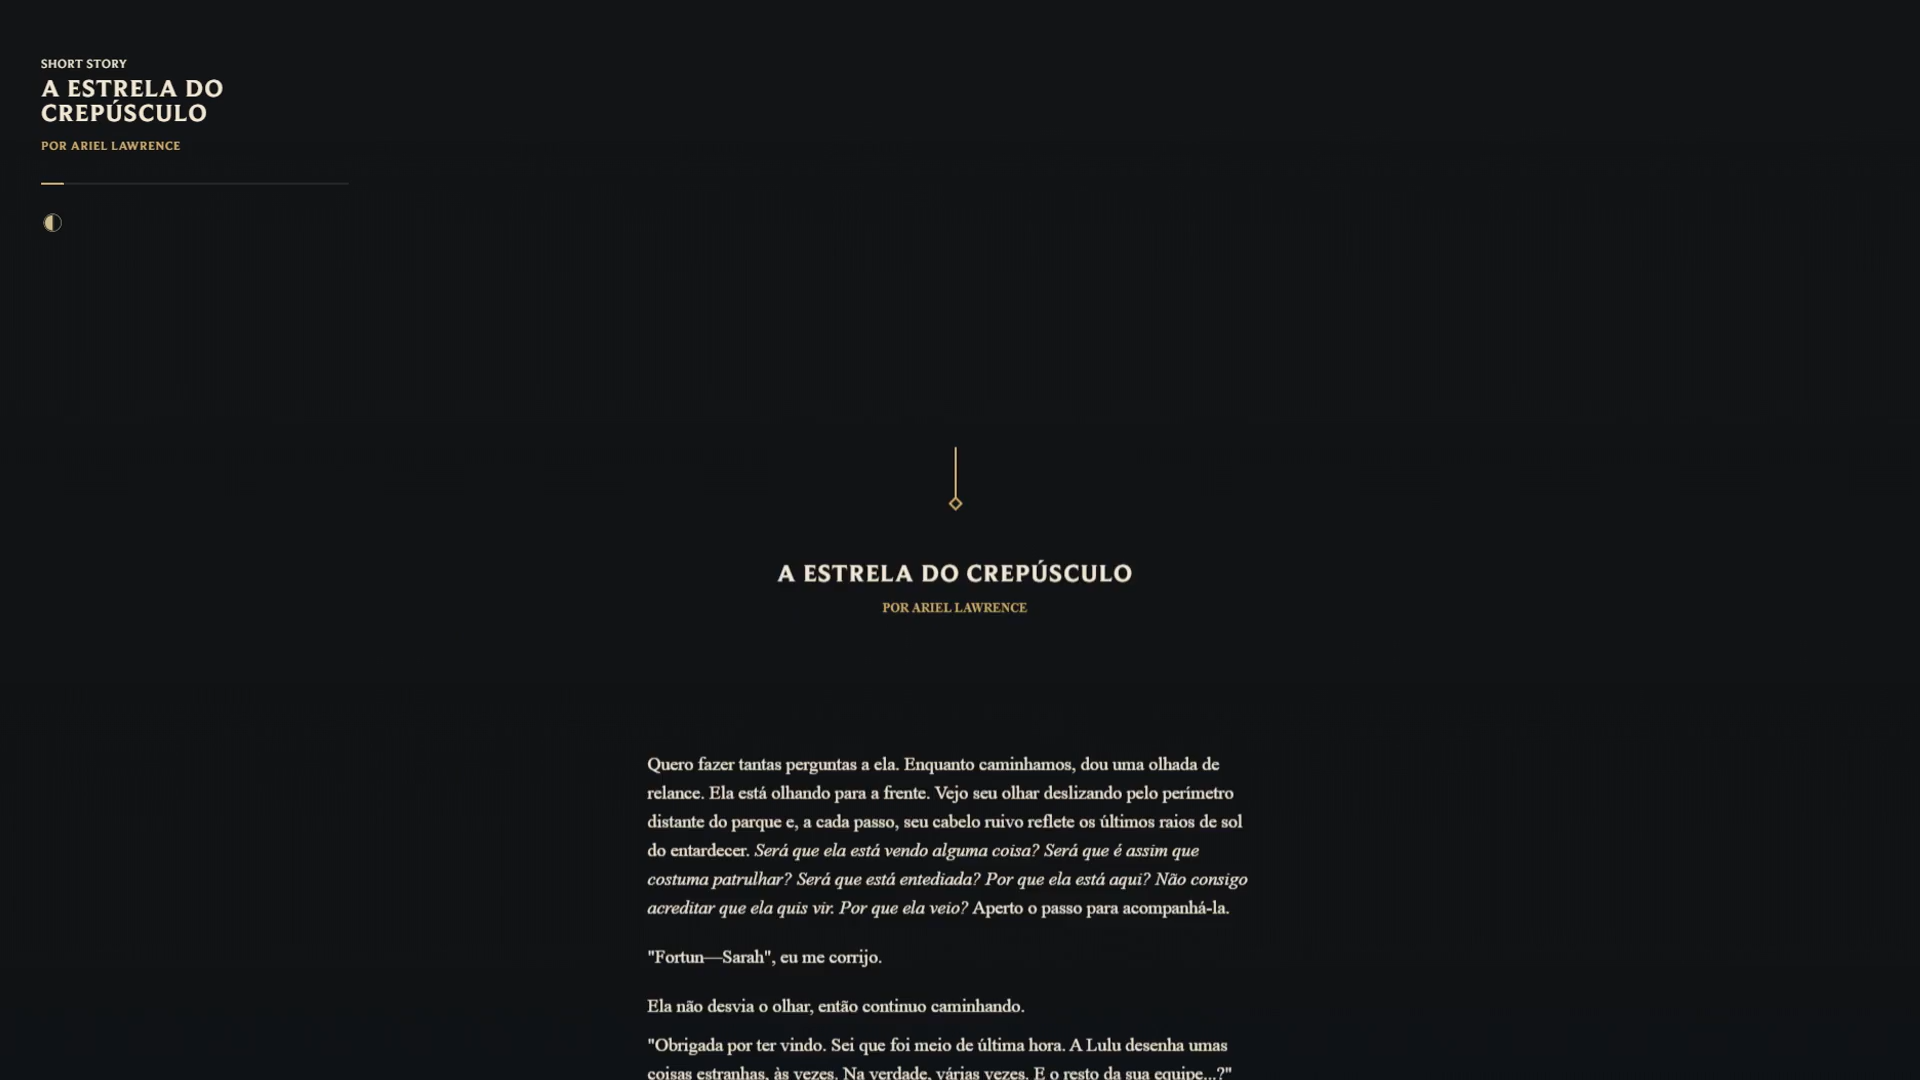 SHORT STORY
A ESTRELA DO
CREPÚSCULO
POR ARIEL LAWRENCE
A ESTRELA DO CREPÚSCULO
POR ARIEL LAWRENCE
Quero fazer tantas perguntas a ela. Enquanto caminhamos, dou uma olhada de
relance. Ela está olhando para a frente. Vejo seu olhar deslizando pelo perímetro
distante do parque e, a cada passo, seu cabelo ruivo reflete os últimos raios de sol
do entardecer. Será que ela está vendo alguma coisa? Será que é assim que
costuma patrulhar? Será que está entediada? Por que ela está aqui? Não consigo
acreditar que ela quis vir. Por que ela veio? Aperto o passo para acompanhá-la.
"Fortun—Sarah", eu me corrijo.
Ela não desvia o olhar, então continuo caminhando.
"Obrigada por ter vindo. Sei que foi meio de última hora. A Lulu desenha umas
coisas estranhas, às vezes. Na verdade, várias vezes. E o resto da sua equipe...?"